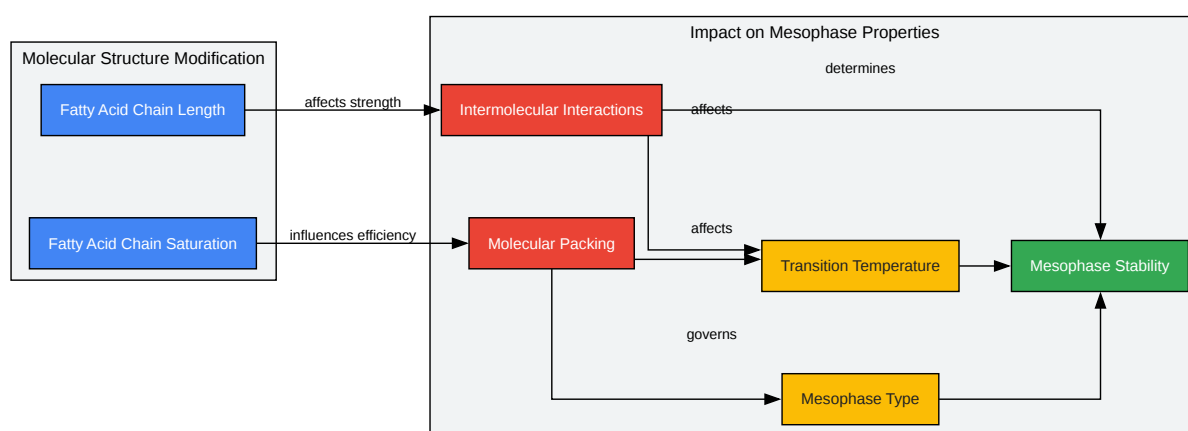 Impact on Mesophase Properties
Molecular Structure Modification
determines
Fatty Acid Chain Length
affects strength
Intermolecular Interactions
affects
Fatty Acid Chain Saturation
influences efficiency
Molecular Packing
affects
Transition Temperature
Mesophase Stability
governs
Mesophase Type